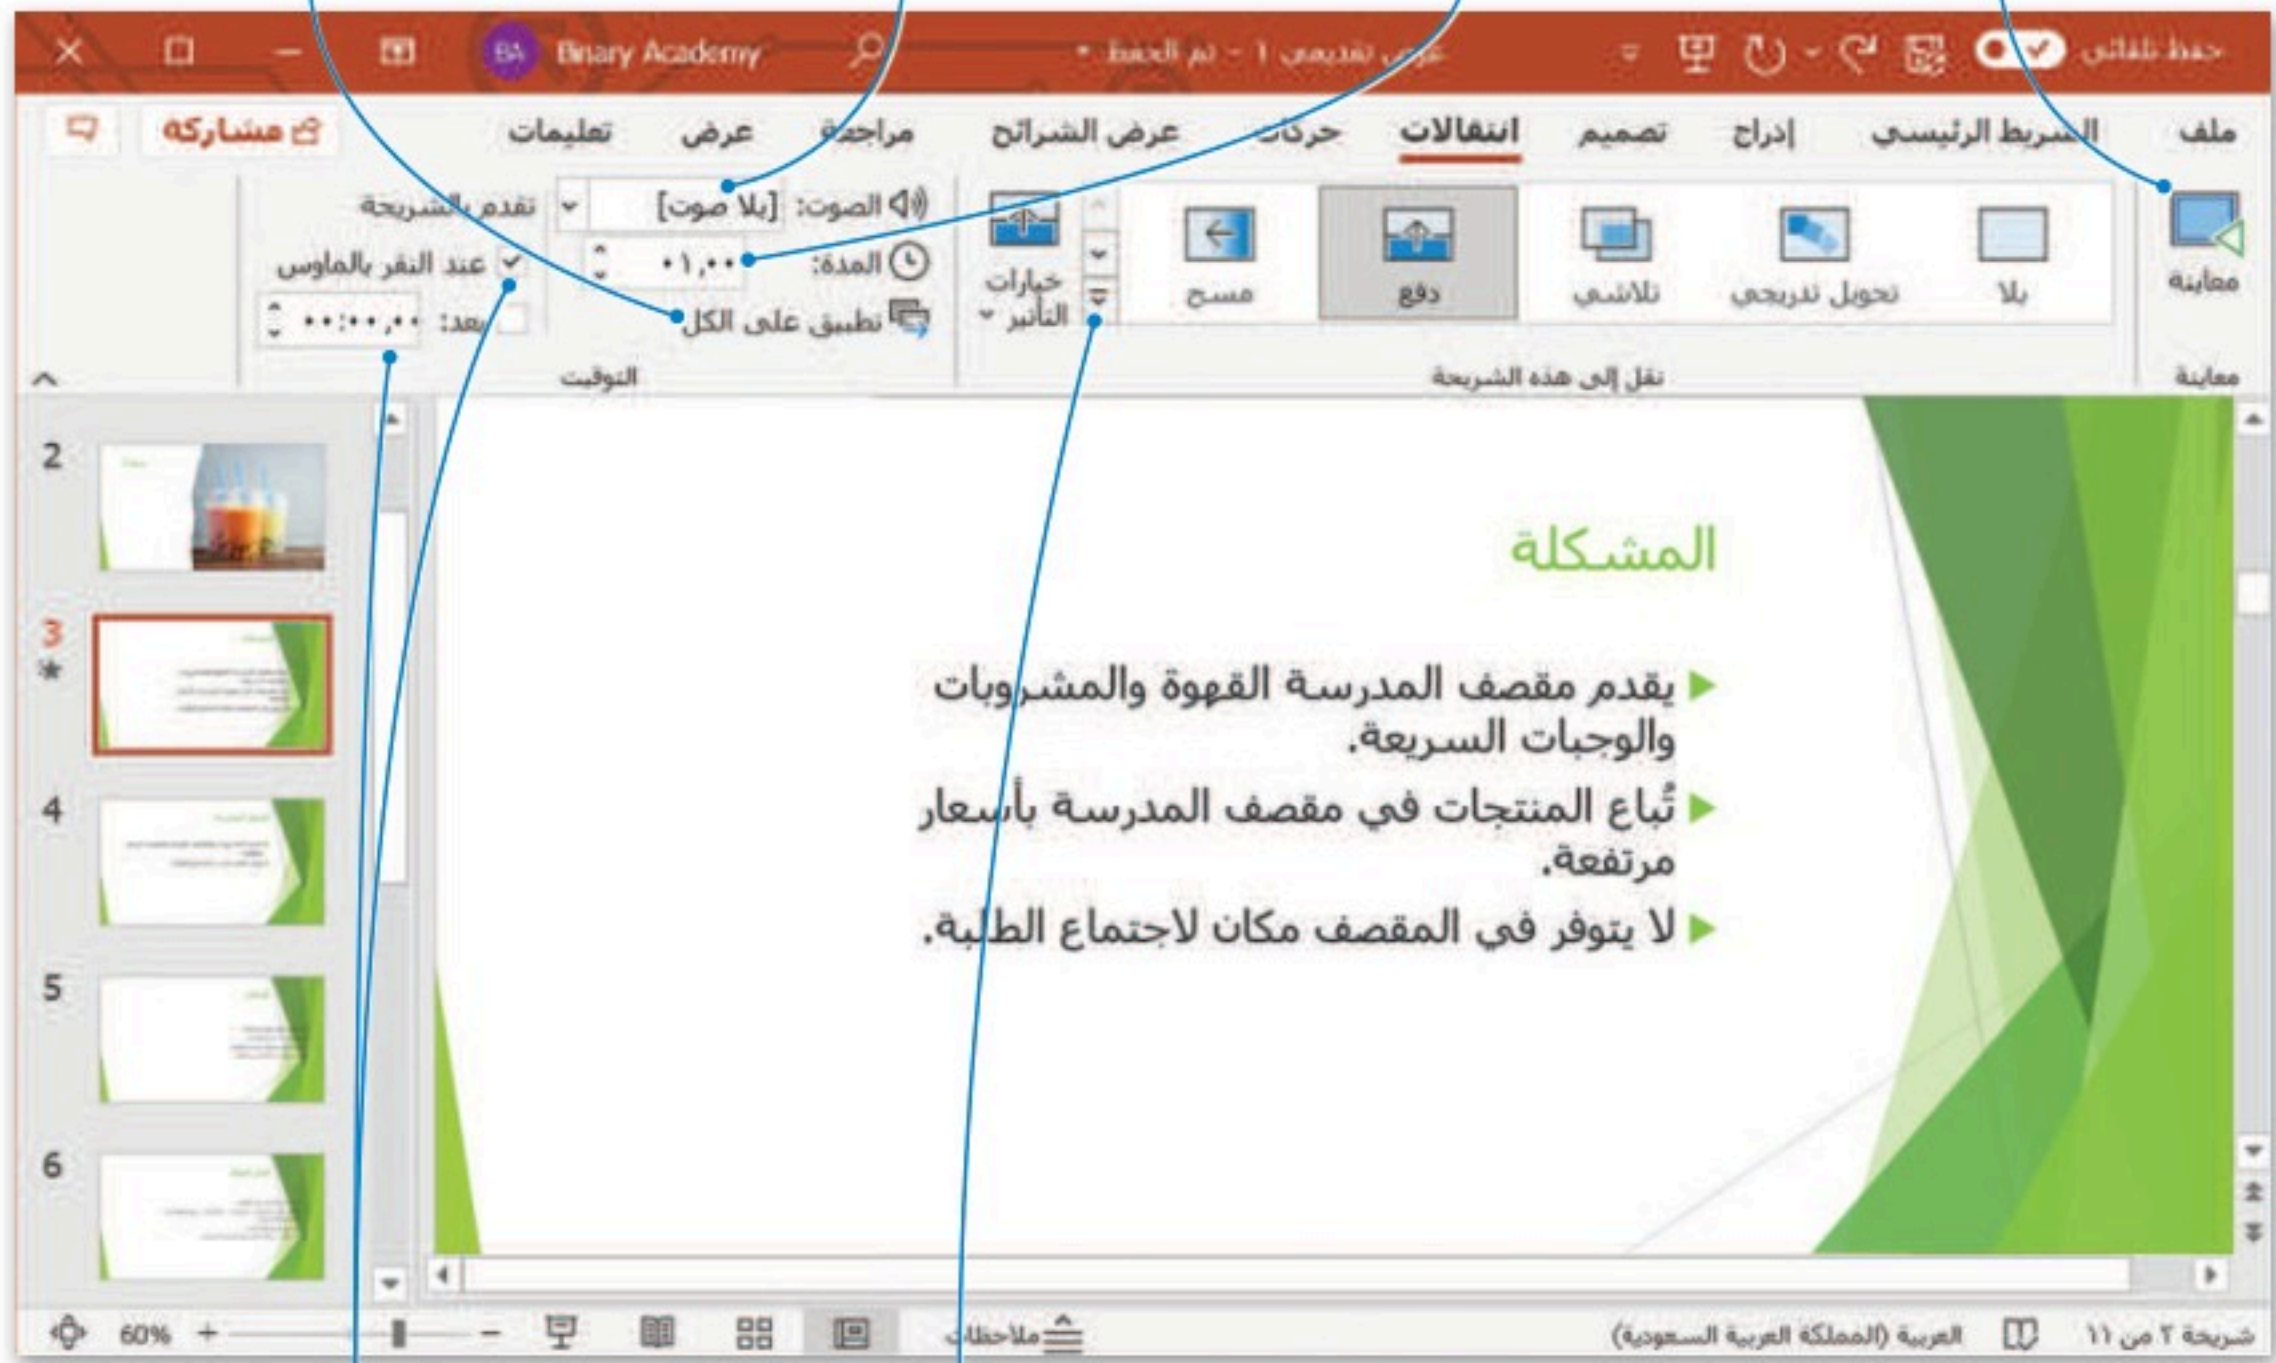 حفظ تلقائي
عرض تقديمي ١ - تم الحفظ
Binary Academy
BA
ملف
الشريط الرئيسي
إدراج
تصميم
انتقالات
حركات
عرض الشرائح
مراجعة
عرض
تعليمات
مشاركة
معاينة
بلا
تحويل تدريجي
تلاشي
دفع
مسح
خيارات
التأثير
الصوت: [بلا صوت]
المدة: ٠١,٠٠
تطبيق على الكل
تقدم بالشريحة
عند النقر بالماوس
بعد: ٠٠:٠٠,٠٠
معاينة
نقل إلى هذه الشريحة
التوقيت
2
3
4
5
6
المشكلة
يقدم مقصف المدرسة القهوة والمشروبات
والوجبات السريعة.
تُباع المنتجات في مقصف المدرسة بأسعار
مرتفعة.
لا يتوفر في المقصف مكان لاجتماع الطلبة.
شريحة ٣ من ١١
العربية (المملكة العربية السعودية)
ملاحظات
60%